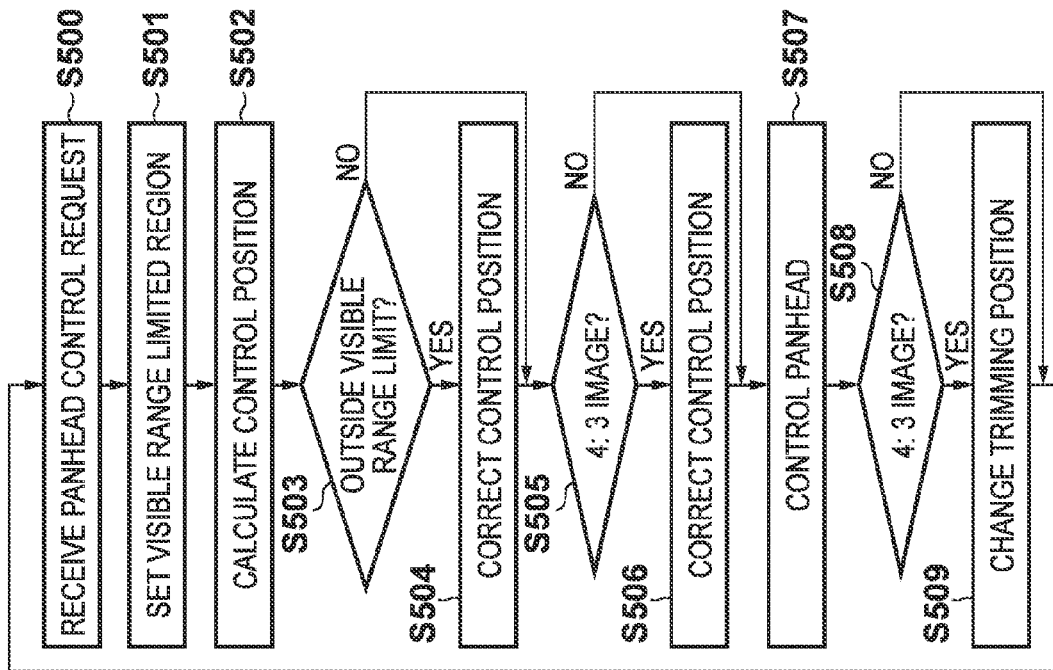 RECEIVE PANHEAD CONTROL REQUEST
S500
SET VISIBLE RANGE LIMITED REGION
S501
CALCULATE CONTROL POSITION
S502
S503
OUTSIDE VISIBLE
RANGE LIMIT?
NO
YES
S504
CORRECT CONTROL POSITION
S505
4: 3 IMAGE?
NO
YES
S506
CORRECT CONTROL POSITION
CONTROL PANHEAD
S507
S508
4: 3 IMAGE?
NO
YES
S509
CHANGE TRIMMING POSITION